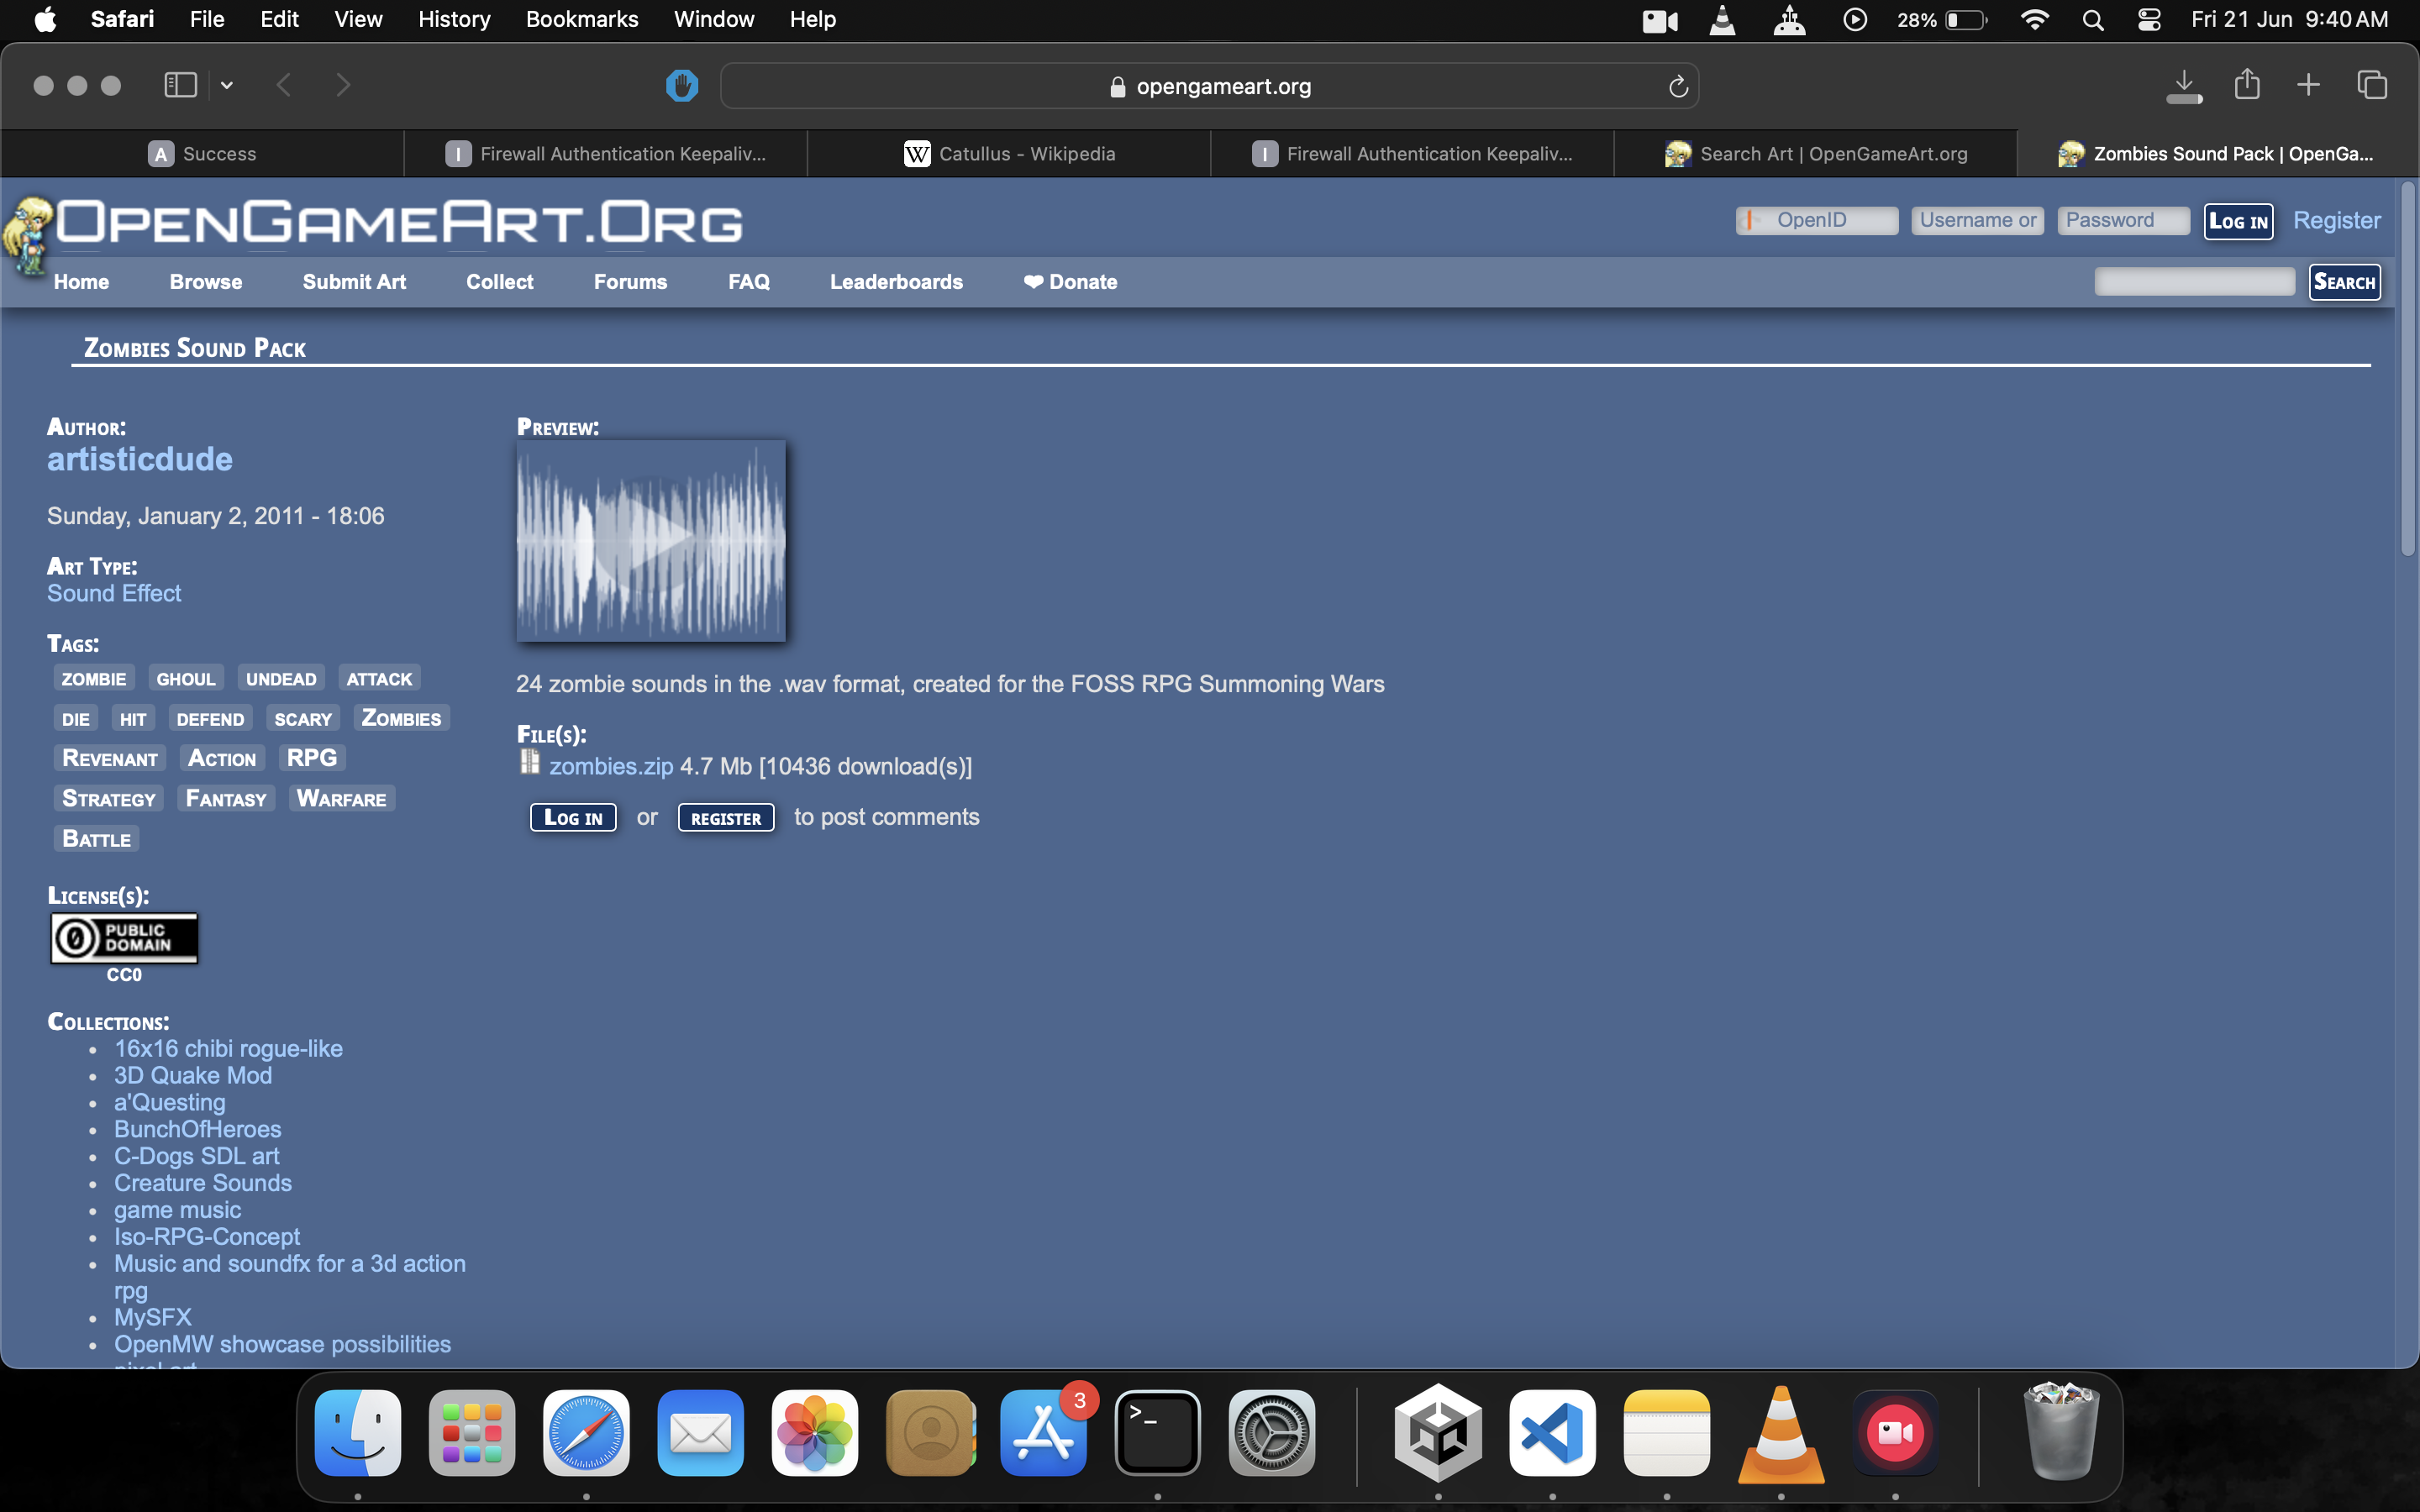 Safari File Edit View History Bookmarks Window Help 28% Fri 21 Jun 9:40 AM
opengameart.org
A Success I Firewall Authentication Keepaliv... W Catullus - Wikipedia I Firewall Authentication Keepaliv... Search Art | OpenGameArt.org Zombies Sound Pack | OpenGa...
OpenGameArt.Org OpenID Username or Password Log in Register
Home Browse Submit Art Collect Forums FAQ Leaderboards ❤ Donate Search
Zombies Sound Pack
Author:
artisticdude
Sunday, January 2, 2011 - 18:06
Art Type:
Sound Effect
Tags:
zombie ghoul undead attack
die hit defend scary Zombies
Revenant Action RPG
Strategy Fantasy Warfare
Battle
License(s):
PUBLIC
DOMAIN
CC0
Collections:
• 16x16 chibi rogue-like
• 3D Quake Mod
• a'Questing
• BunchOfHeroes
• C-Dogs SDL art
• Creature Sounds
• game music
• Iso-RPG-Concept
• Music and soundfx for a 3d action
rpg
• MySFX
• OpenMW showcase possibilities
Preview:
24 zombie sounds in the .wav format, created for the FOSS RPG Summoning Wars
File(s):
zombies.zip 4.7 Mb [10436 download(s)]
Log in or register to post comments
3
>_